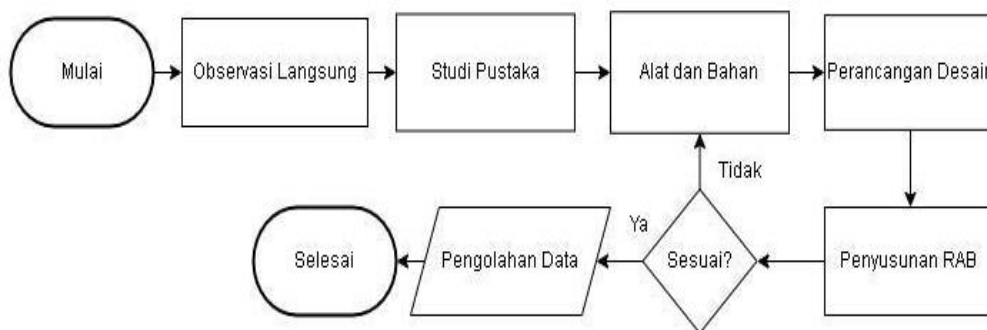 Mulai
Observasi Langsung
Studi Pustaka
Alat dan Bahan
Perancangan Desain
Tidak
Ya
Selesai
Pengolahan Data
Sesuai?
Penyusunan RAB